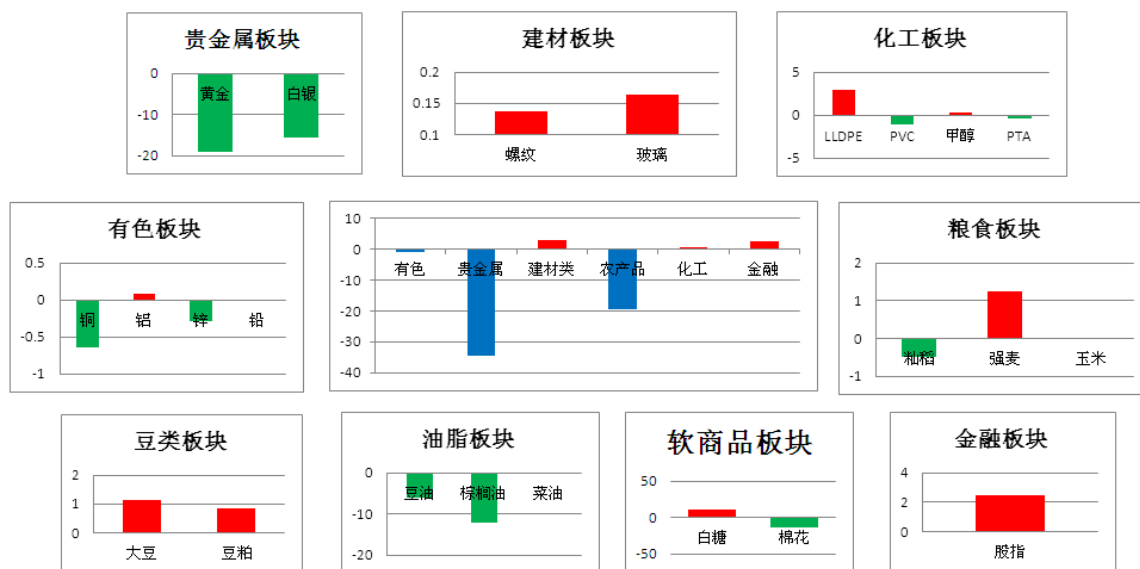 贵金属板块
0
-10
-20
黄金 白银
建材板块
0.2
0.15
0.1
螺纹 玻璃
化工板块
5
0
-5
LLDPE PVC 甲醇 PTA
有色板块
0.5
0
-0.5
-1
铜 铝 锌 铅
10
0
-10
-20
-30
-40
有色 贵金属 建材类 农产品 化工 金融
粮食板块
2
1
0
-1
籼稻 强麦 玉米
豆类板块
2
1
0
大豆 豆粕
油脂板块
0
-10
-20
豆油 棕榈油 菜油
软商品板块
50
0
-50
白糖 棉花
金融板块
4
2
0
股指